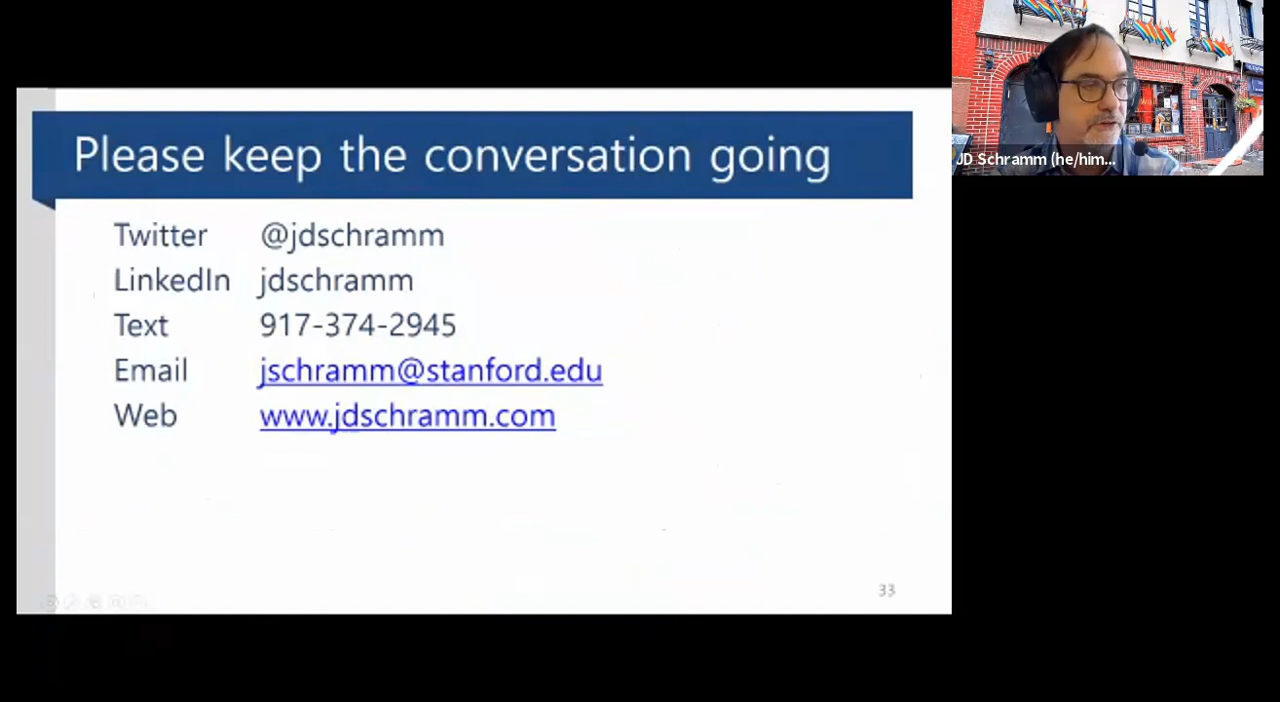 Please keep the conversation going
Twitter @jdschramm
LinkedIn jdschramm
Text 917-374-2945
Email jschramm@stanford.edu
Web www.jdschramm.com
33
JD Schramm (he/him...